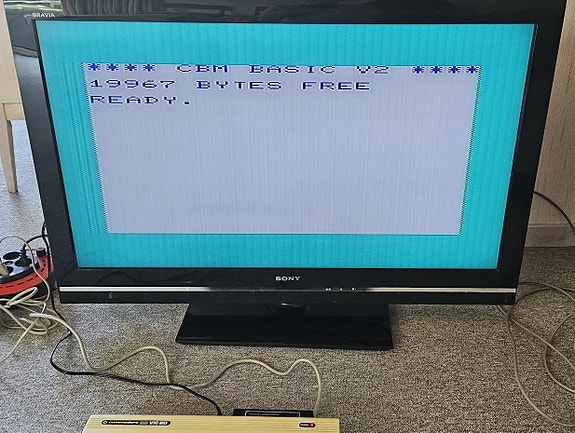 BRAVIA
**** CBM BASIC V2 ****
19967 BYTES FREE
READY.
SONY
commodore VIC 20